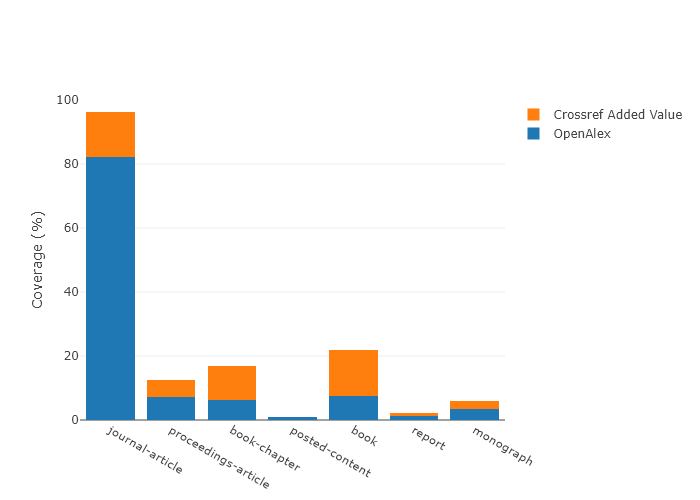 100
80
60
40
20
0
Coverage (%)
journal-article
proceedings-article
book-chapter
posted-content
book
report
monograph
Crossref Added Value
OpenAlex